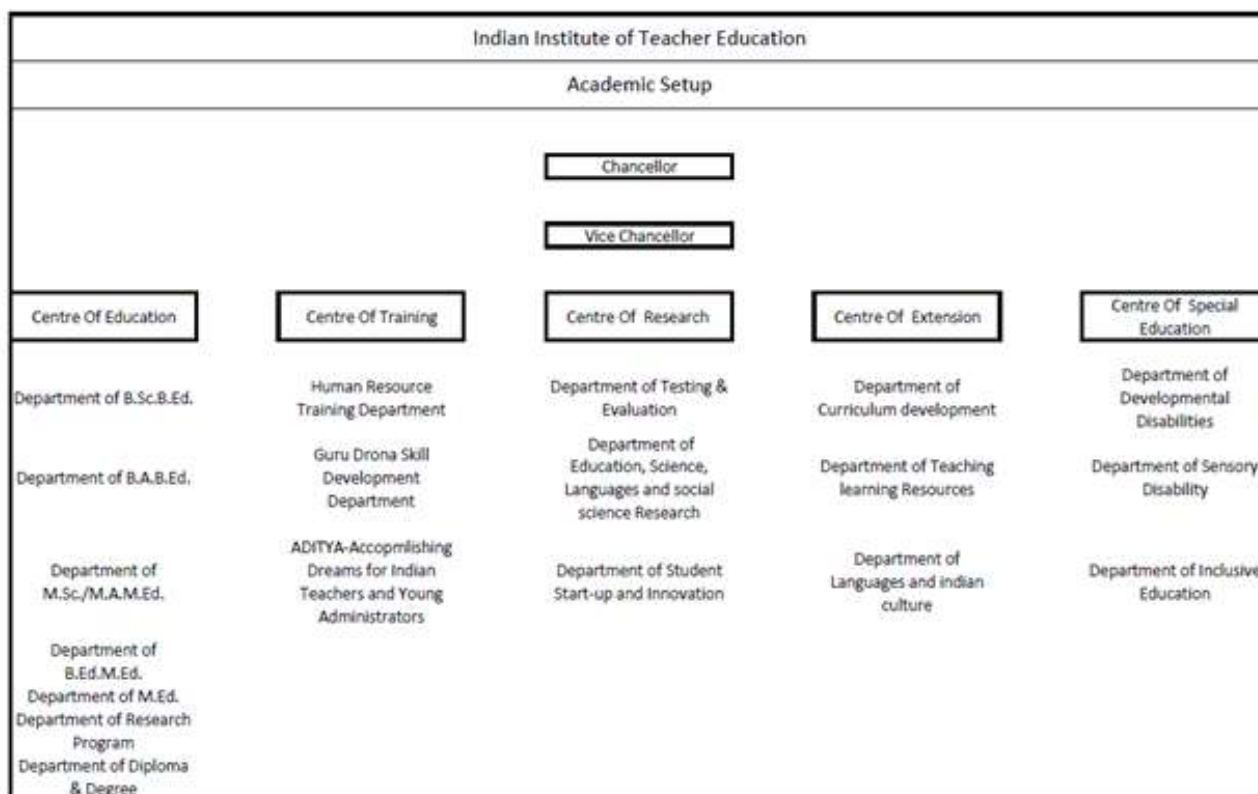 Indian Institute of Teacher Education
Academic Setup
Chancellor
Vice Chancellor
Centre Of Education
Department of B.Sc.B.Ed.
Department of B.A.B.Ed.
Department of
M.Sc./M.A.M.Ed.
Department of
B.Ed.M.Ed.
Department of M.Ed.
Department of Research
Program
Department of Diploma
& Degree
Centre Of Training
Human Resource
Training Department
Guru Drona Skill
Development
Department
ADITYA-Accopmlishing
Dreams for Indian
Teachers and Young
Administrators
Centre Of Research
Department of Testing &
Evaluation
Department of
Education, Science,
Languages and social
science Research
Department of Student
Start-up and Innovation
Centre Of Extension
Department of
Curriculum development
Department of Teaching
learning Resources
Department of
Languages and indian
culture
Centre Of Special
Education
Department of
Developmental
Disabilities
Department of Sensory
Disability
Department of Inclusive
Education